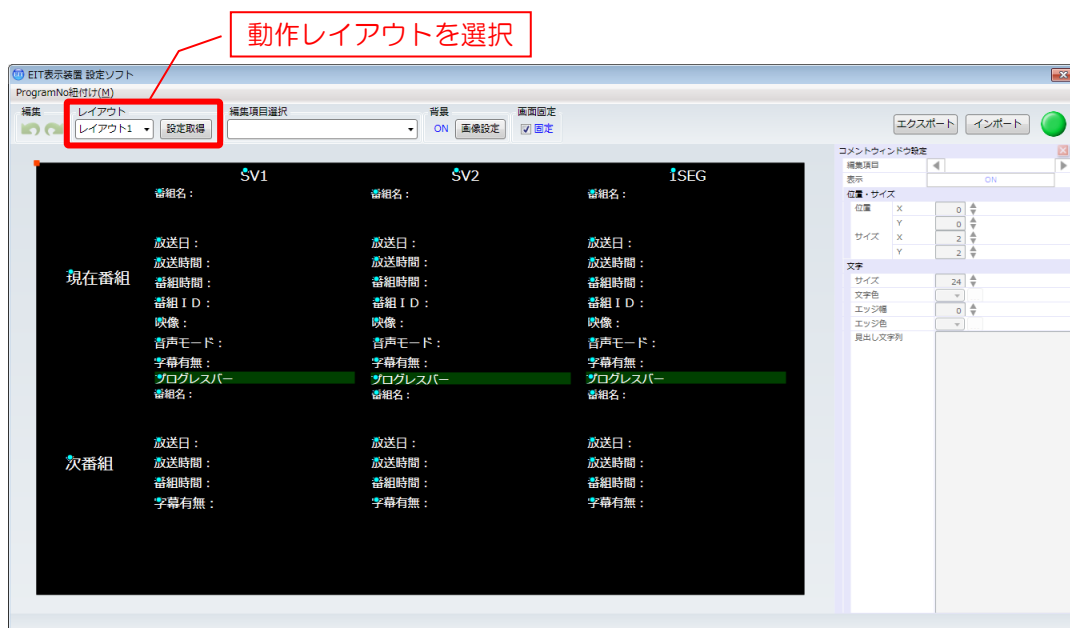 動作レイアウトを選択
EIT表示装置 設定ソフト
ProgramNo紐付け(M)
編集 レイアウト 編集項目選択 背景 画面固定
レイアウト1 設定取得 ON 画像設定 固定 エクスポート インポート
コメントウィンドウ設定
編集項目
表示 ON
位置・サイズ
位置 X 0
Y 0
サイズ X 2
Y 2
文字
サイズ 24
文字色
エッジ幅 0
エッジ色
見出し文字列
SV1 SV2 1SEG
番組名: 番組名: 番組名:
現在番組
放送日: 放送日: 放送日:
放送時間: 放送時間: 放送時間:
番組時間: 番組時間: 番組時間:
番組ID: 番組ID: 番組ID:
映像: 映像: 映像:
音声モード: 音声モード: 音声モード:
字幕有無: 字幕有無: 字幕有無:
プログレスバー プログレスバー プログレスバー
番組名: 番組名: 番組名:
次番組
放送日: 放送日: 放送日:
放送時間: 放送時間: 放送時間:
番組時間: 番組時間: 番組時間:
字幕有無: 字幕有無: 字幕有無: